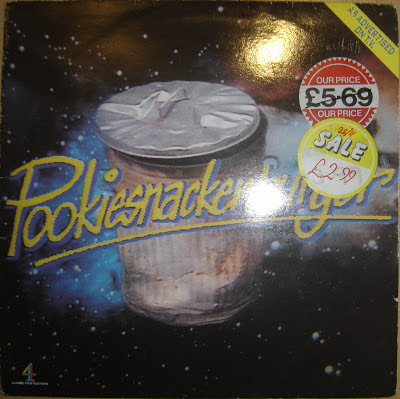 AS ADVERTISED
ON T.V.
OUR PRICE
£5·69
OUR PRICE
SALE
£2·99
Pookiesnackenburger
4